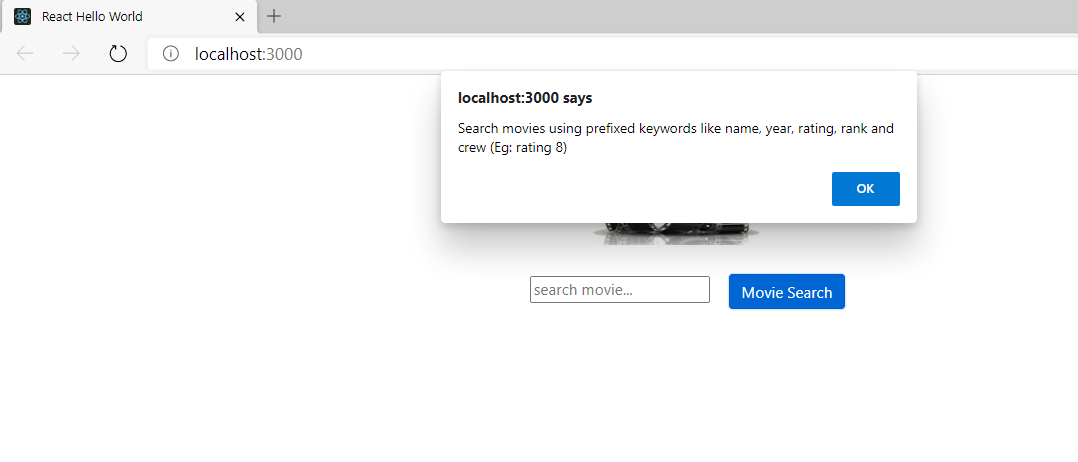 React Hello World
localhost:3000
localhost:3000 says
Search movies using prefixed keywords like name, year, rating, rank and
crew (Eg: rating 8)
OK
search movie...
Movie Search